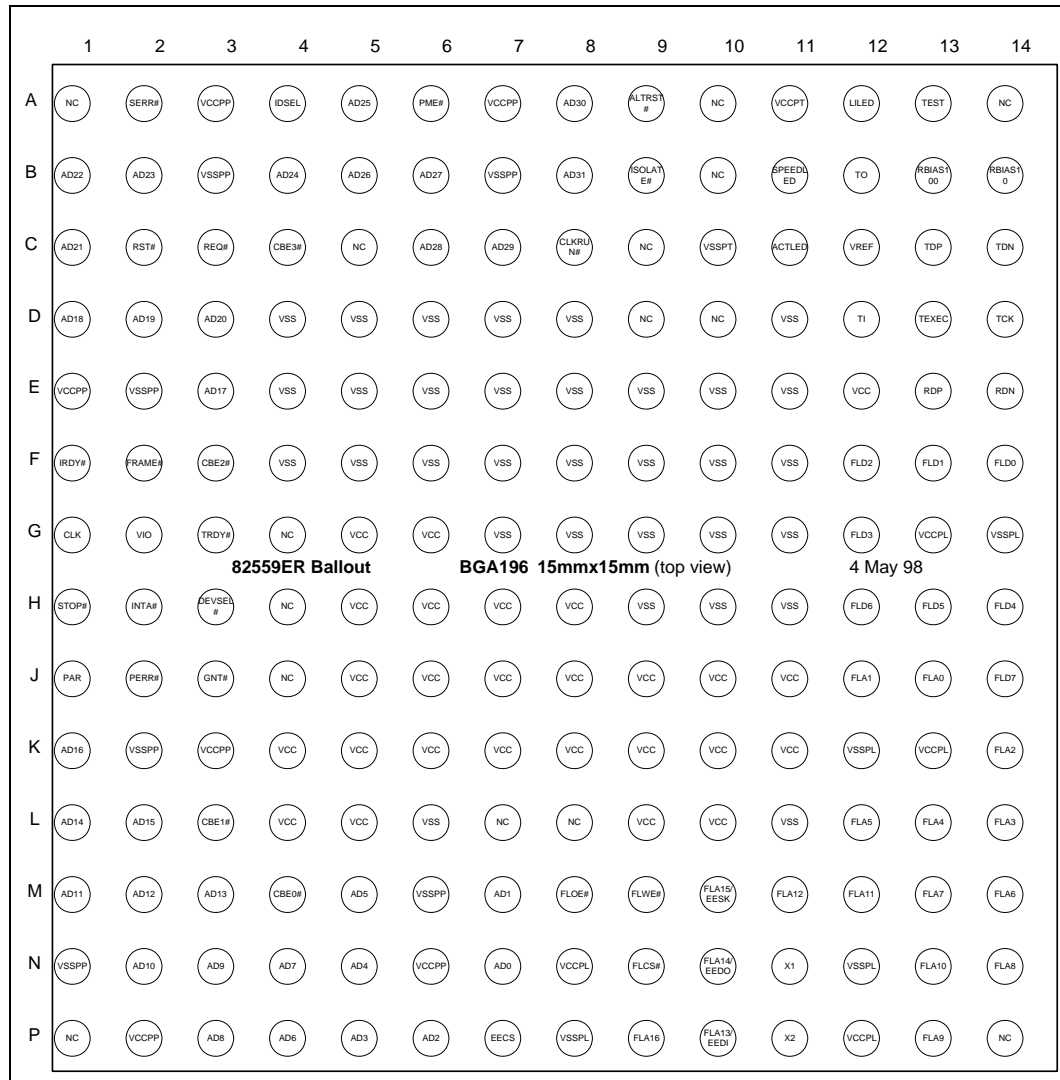 1 2 3 4 5 6 7 8 9 10 11 12 13 14
A NC SERR# VCCPP IDSEL AD25 PME# VCCPP AD30 ALTRST# NC VCCPT LILED TEST NC
B AD22 AD23 VSSPP AD24 AD26 AD27 VSSPP AD31 ISOLATE# NC SPEEDLED TO RBIAS100 RBIAS10
C AD21 RST# REQ# CBE3# NC AD28 AD29 CLKRUN# NC VSSPT ACTLED VREF TDP TDN
D AD18 AD19 AD20 VSS VSS VSS VSS VSS NC NC VSS TI TEXEC TCK
E VCCPP VSSPP AD17 VSS VSS VSS VSS VSS VSS VSS VSS VCC RDP RDN
F IRDY# FRAME# CBE2# VSS VSS VSS VSS VSS VSS VSS VSS FLD2 FLD1 FLD0
G CLK VIO TRDY# NC VCC VCC VSS VSS VSS VSS VSS FLD3 VCCPL VSSPL
82559ER Ballout BGA196 15mmx15mm (top view) 4 May 98
H STOP# INTA# DEVSEL# NC VCC VCC VCC VCC VSS VSS VSS FLD6 FLD5 FLD4
J PAR PERR# GNT# NC VCC VCC VCC VCC VCC VCC VCC FLA1 FLA0 FLD7
K AD16 VSSPP VCCPP VCC VCC VCC VCC VCC VCC VCC VCC VSSPL VCCPL FLA2
L AD14 AD15 CBE1# VCC VCC VSS NC NC VCC VCC VSS FLA5 FLA4 FLA3
M AD11 AD12 AD13 CBE0# AD5 VSSPP AD1 FLOE# FLWE# FLA15/EESK FLA12 FLA11 FLA7 FLA6
N VSSPP AD10 AD9 AD7 AD4 VCCPP AD0 VCCPL FLCS# FLA14/EEDO X1 VSSPL FLA10 FLA8
P NC VCCPP AD8 AD6 AD3 AD2 EECS VSSPL FLA16 FLA13/EEDI X2 VCCPL FLA9 NC